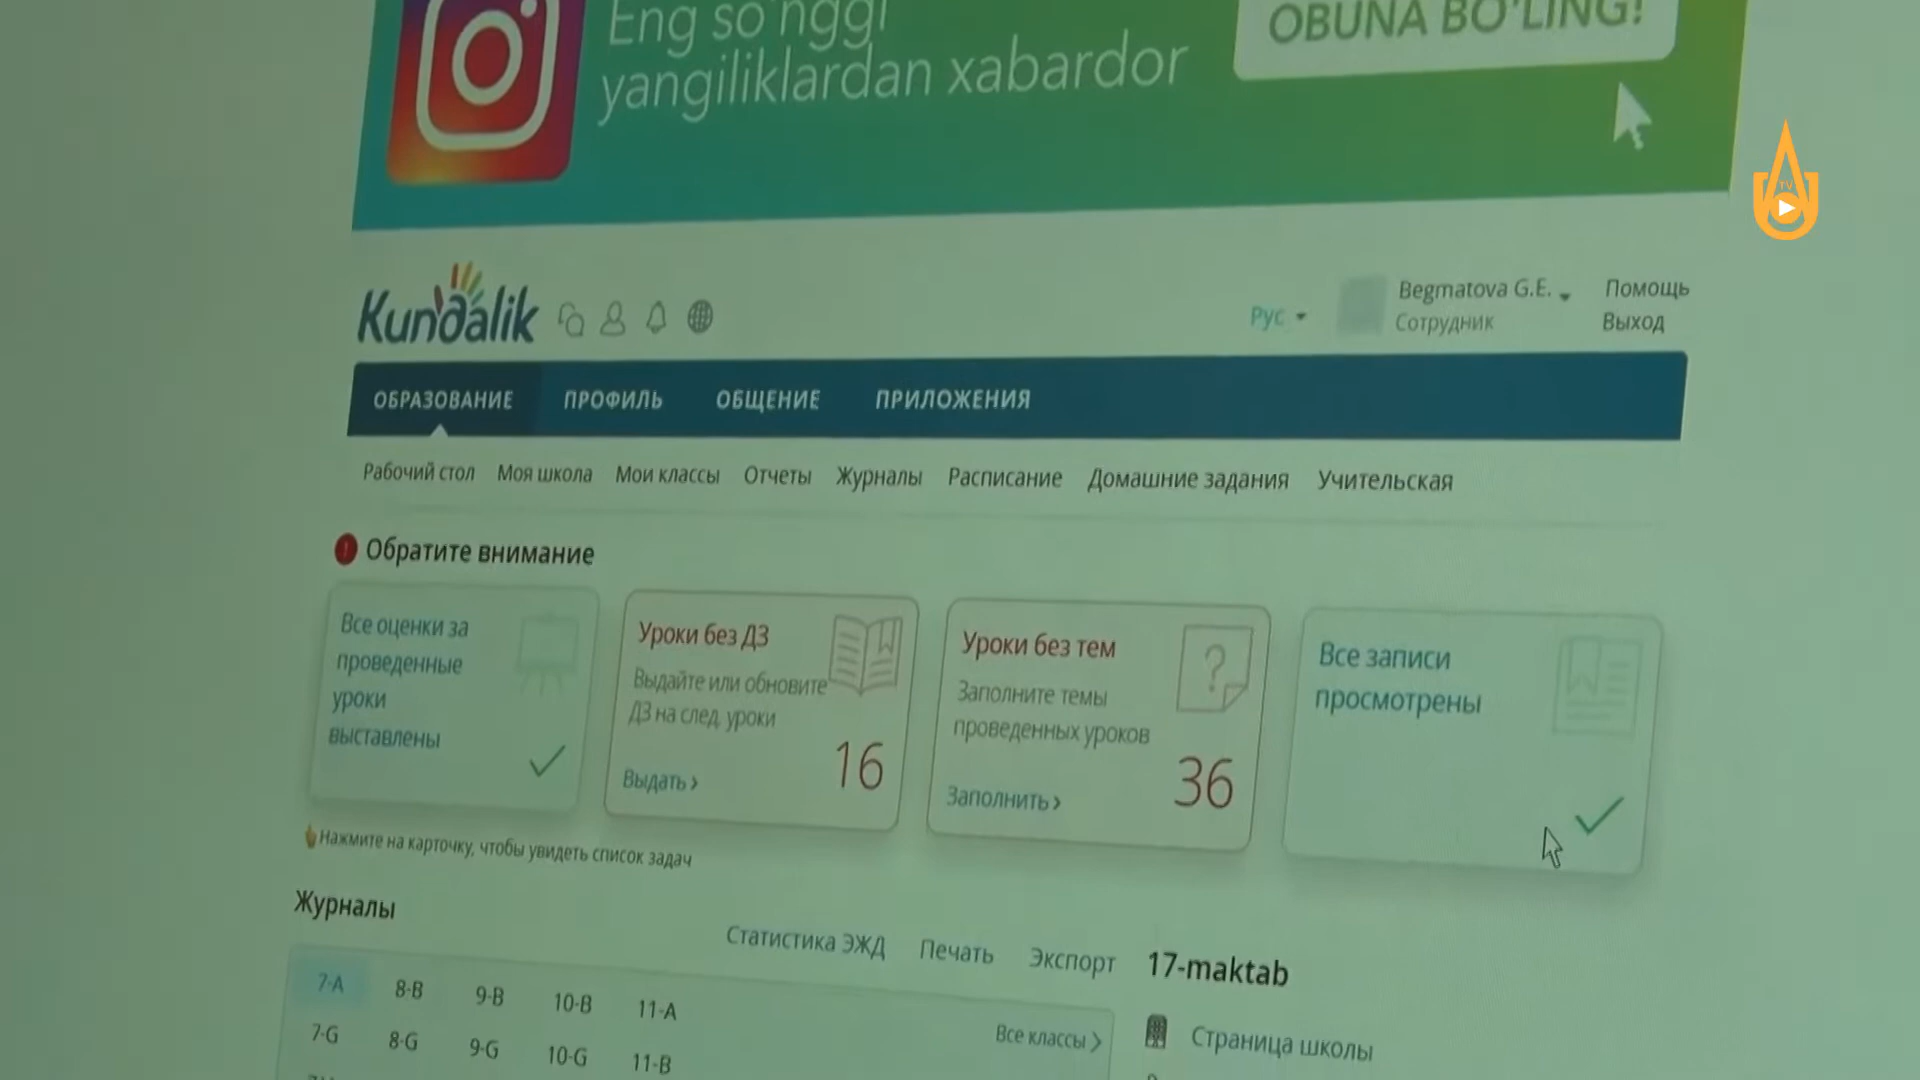 Eng so'nggi
yangiliklardan xabardor
OBUNA BO'LING!
TV
Kundalik
Рус
Begmatova G.E.
Сотрудник
Помощь
Выход
ОБРАЗОВАНИЕ ПРОФИЛЬ ОБЩЕНИЕ ПРИЛОЖЕНИЯ
Рабочий стол Моя школа Мои классы Отчеты Журналы Расписание Домашние задания Учительская
Обратите внимание
Все оценки за
проведенные
уроки
выставлены
Уроки без ДЗ
Выдайте или обновите
ДЗ на след. уроки
16
Выдать ›
Уроки без тем
Заполните темы
проведенных уроков
36
Заполнить ›
Все записи
просмотрены
Нажмите на карточку, чтобы увидеть список задач
Журналы
Статистика ЭЖД Печать Экспорт
7-A 8-B 9-B 10-B 11-A
7-G 8-G 9-G 10-G 11-B
Все классы ›
17-maktab
Страница школы